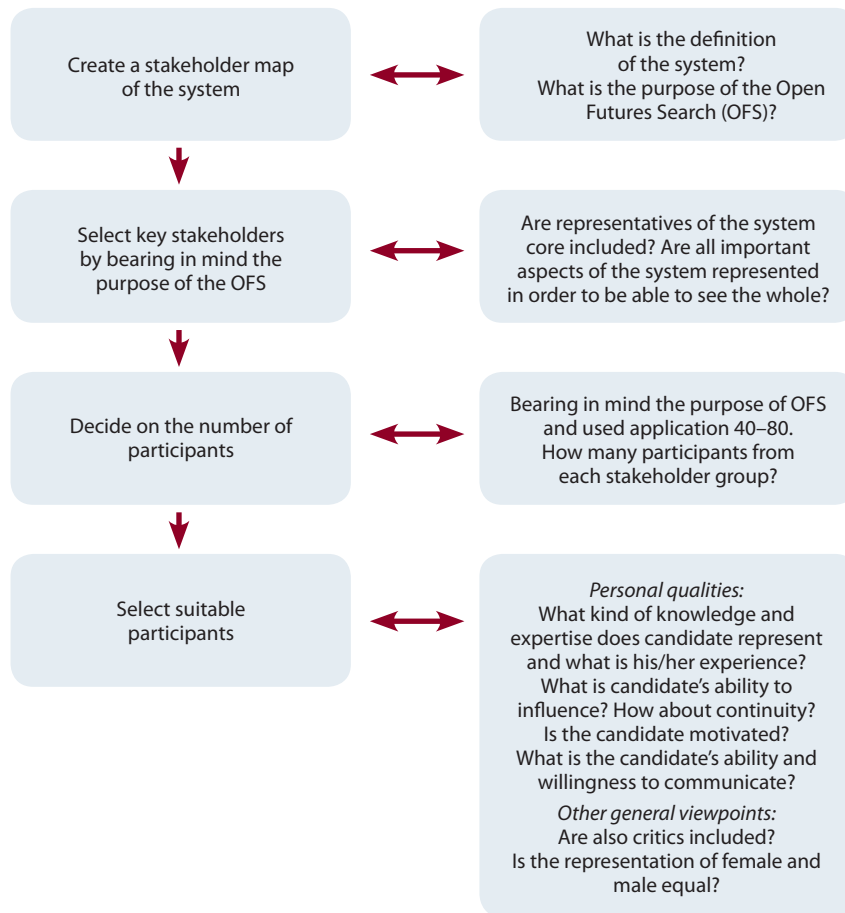 Create a stakeholder map
of the system
What is the definition
of the system?
What is the purpose of the Open
Futures Search (OFS)?
Select key stakeholders
by bearing in mind the
purpose of the OFS
Are representatives of the system
core included? Are all important
aspects of the system represented
in order to be able to see the whole?
Decide on the number of
participants
Bearing in mind the purpose of OFS
and used application 40–80.
How many participants from
each stakeholder group?
Select suitable
participants
Personal qualities:
What kind of knowledge and
expertise does candidate represent
and what is his/her experience?
What is candidate’s ability to
influence? How about continuity?
Is the candidate motivated?
What is the candidate’s ability and
willingness to communicate?
Other general viewpoints:
Are also critics included?
Is the representation of female and
male equal?